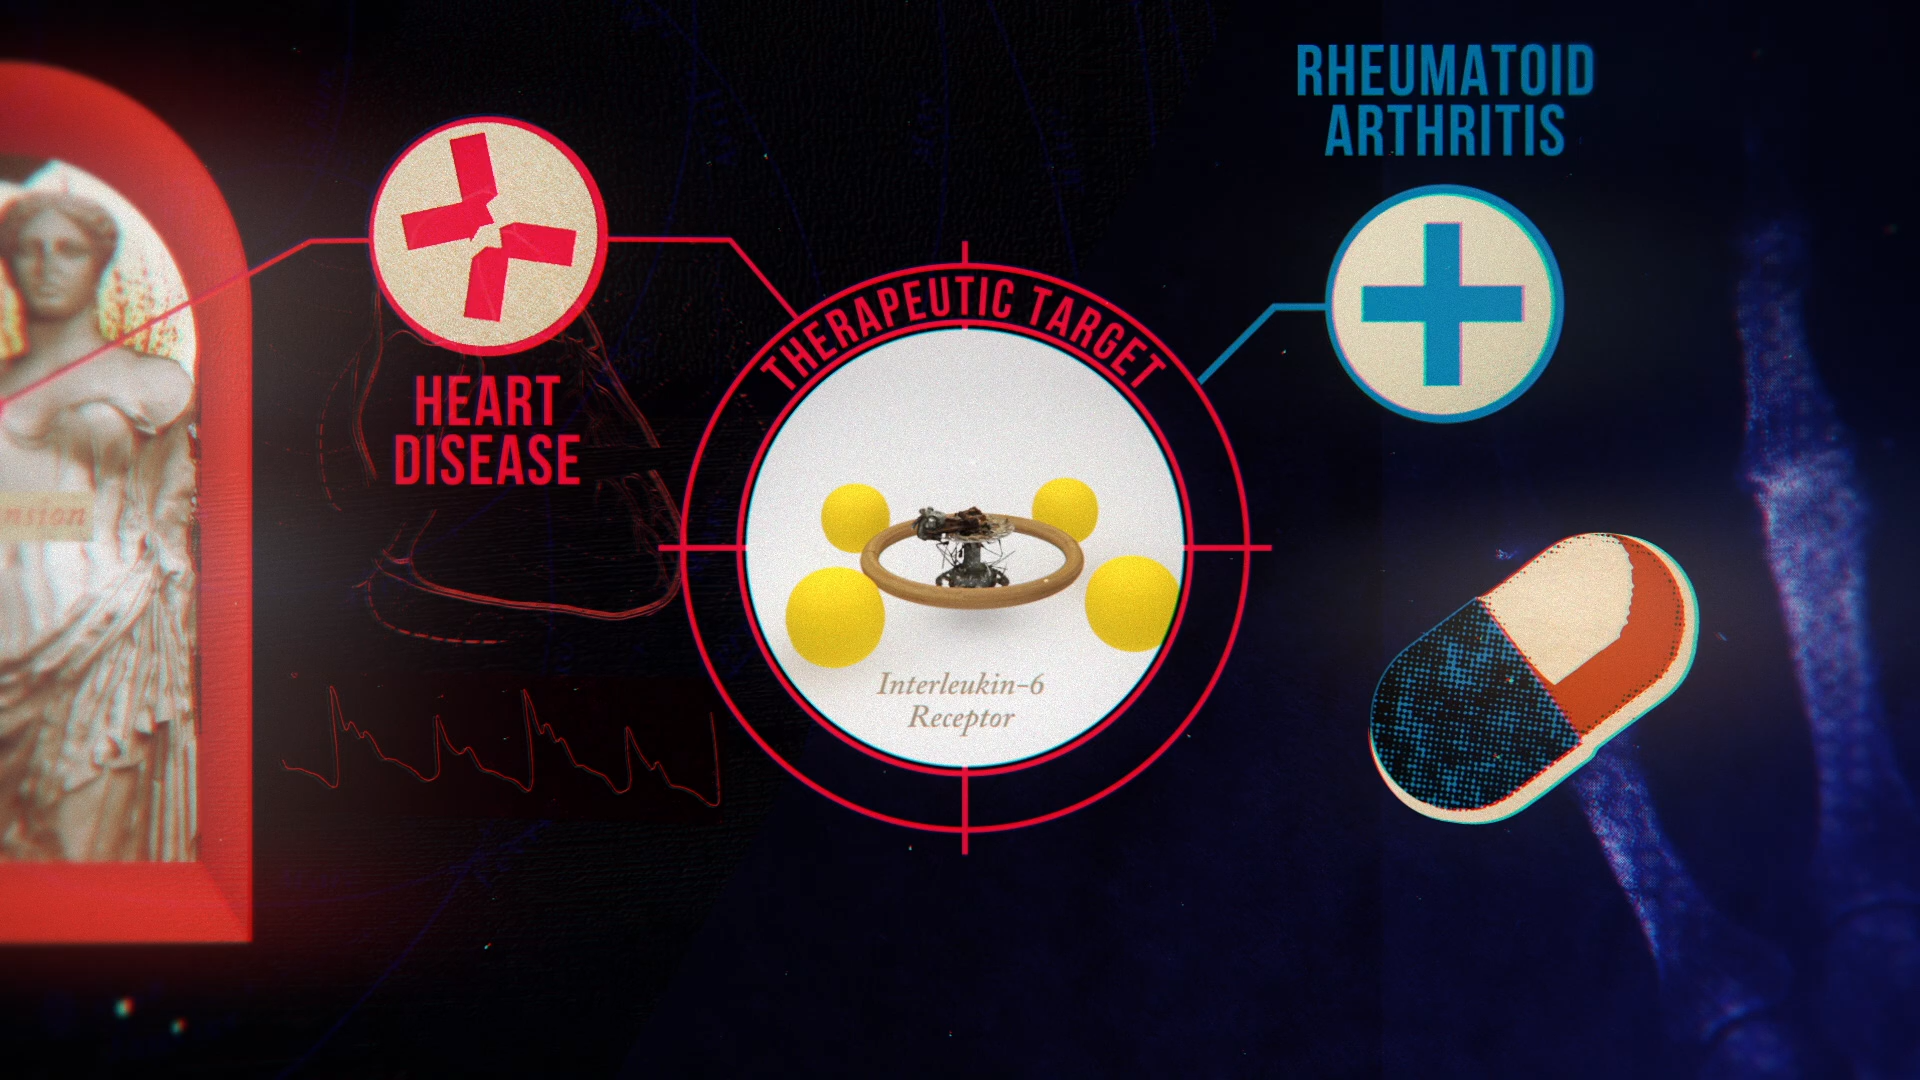 RHEUMATOID
ARTHRITIS
THERAPEUTIC TARGET
HEART
DISEASE
Interleukin-6
Receptor